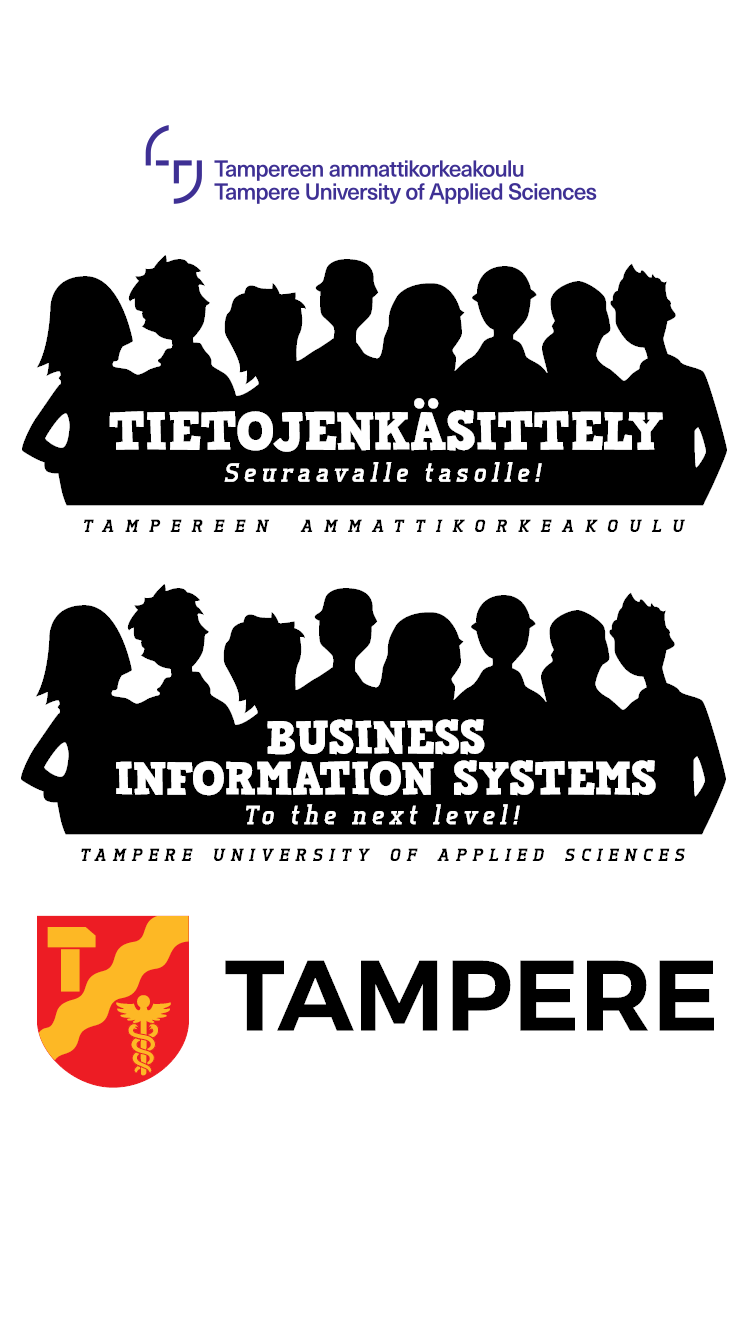 Tampereen ammattikorkeakoulu
Tampere University of Applied Sciences
TIETOJENKÄSITTELY
Seuraavalle tasolle!
TAMPEREEN AMMATTIKORKEAKOULU
BUSINESS
INFORMATION SYSTEMS
To the next level!
TAMPERE UNIVERSITY OF APPLIED SCIENCES
TAMPERE